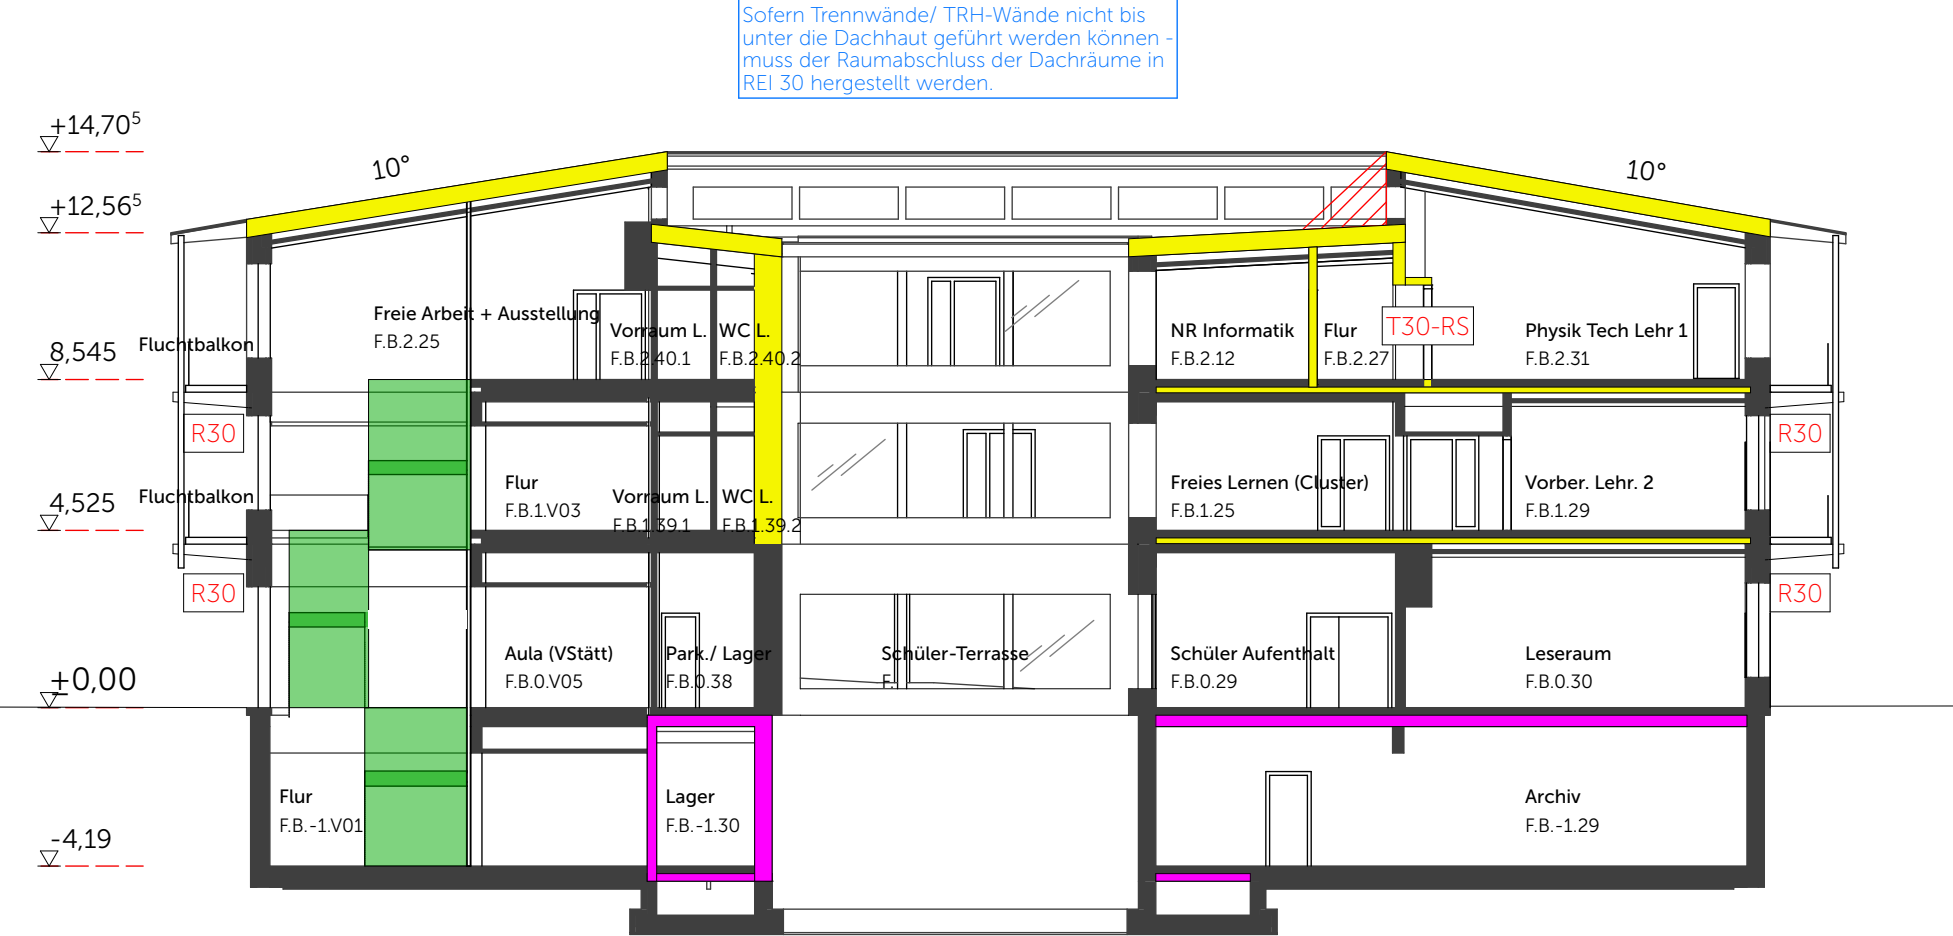 Sofern Trennwände/ TRH-Wände nicht bis
unter die Dachhaut geführt werden können -
muss der Raumabschluss der Dachräume in
REI 30 hergestellt werden.
+14,70⁵
10°
10°
+12,56⁵
Freie Arbeit + Ausstellung
F.B.2.25
Fluchtbalkon
8,545
Vorraum L.
F.B.2.40.1
WC L.
F.B.2.40.2
NR Informatik
F.B.2.12
Flur
F.B.2.27
T30-RS
Physik Tech Lehr 1
F.B.2.31
R30
R30
Fluchtbalkon
4,525
Flur
F.B.1.V03
Vorraum L.
F.B.1.39.1
WC L.
F.B.1.39.2
Freies Lernen (Cluster)
F.B.1.25
Vorber. Lehr. 2
F.B.1.29
R30
R30
±0,00
Aula (VStätt)
F.B.0.V05
Park./ Lager
F.B.0.38
Schüler-Terrasse
F.
Schüler Aufenthalt
F.B.0.29
Leseraum
F.B.0.30
-4,19
Flur
F.B.-1.V01
Lager
F.B.-1.30
Archiv
F.B.-1.29